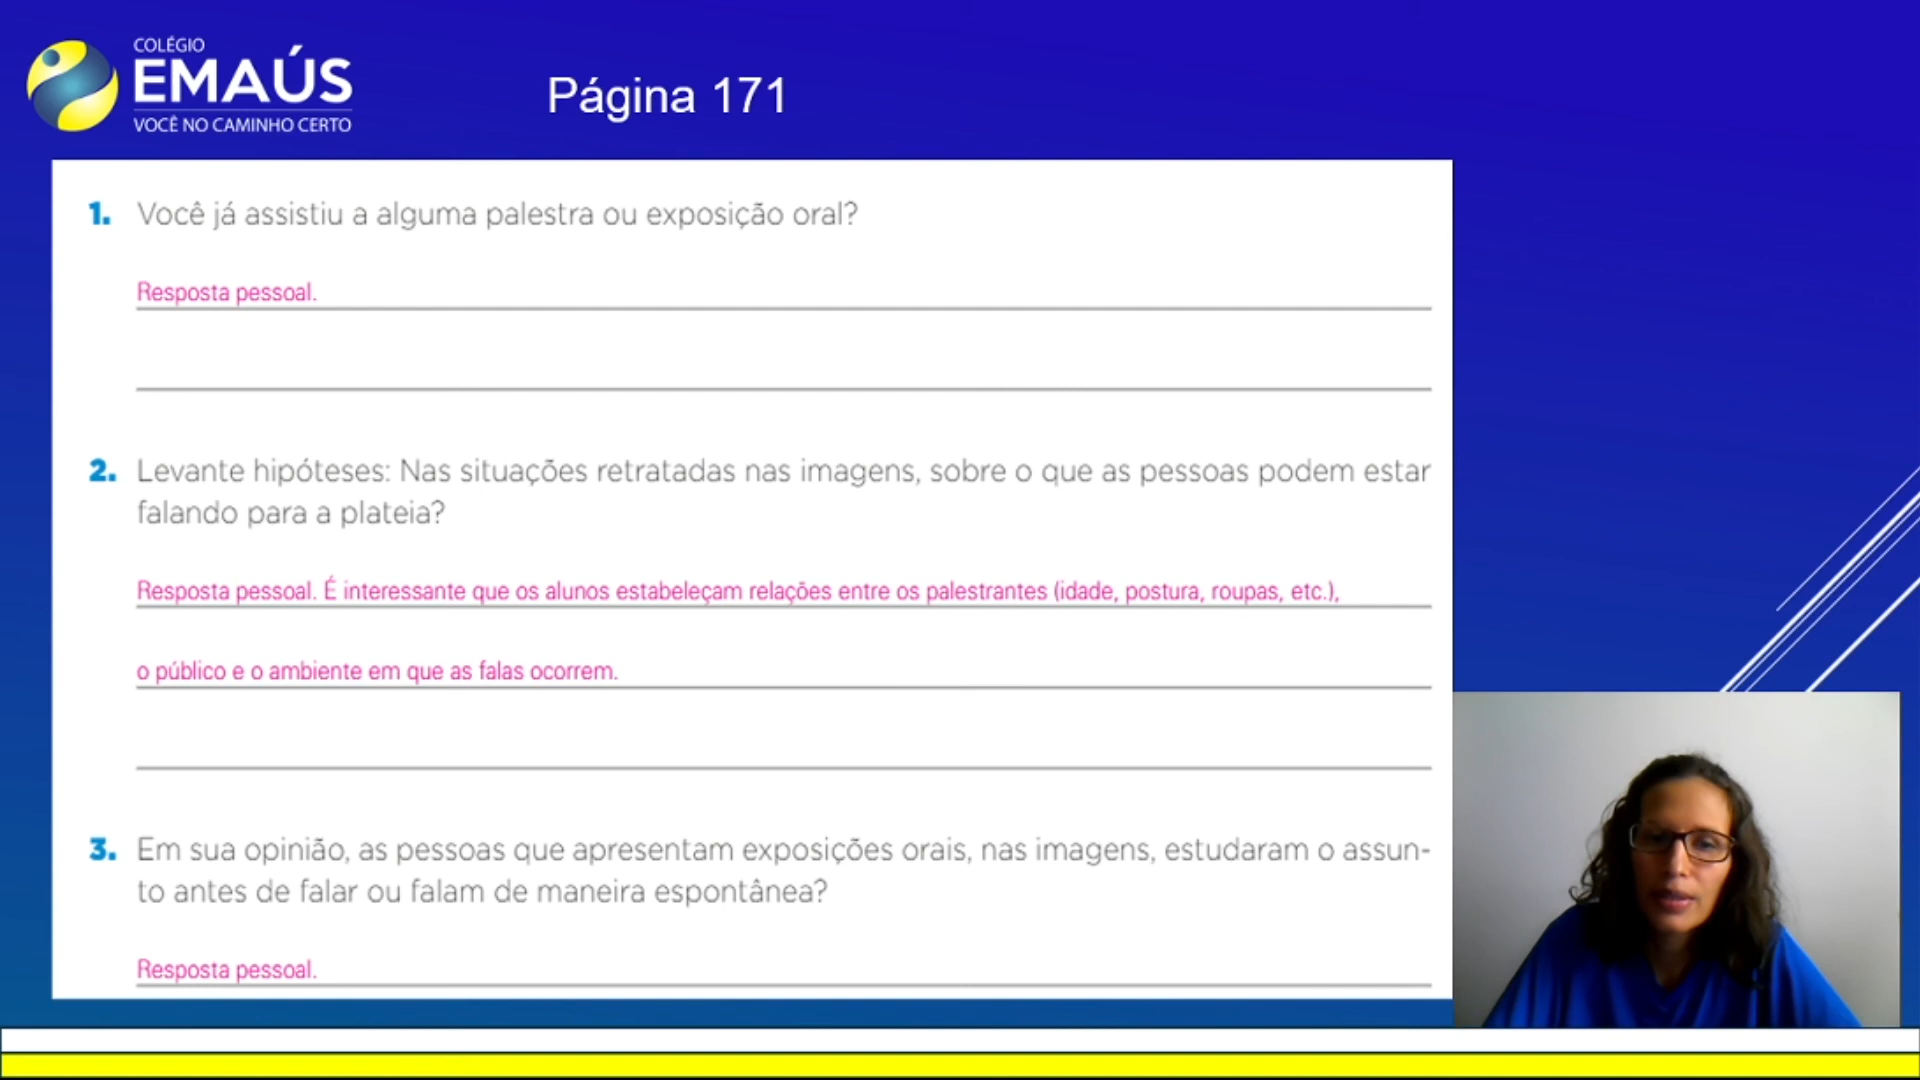 COLÉGIO
EMAÚS
VOCÊ NO CAMINHO CERTO
Página 171
1. Você já assistiu a alguma palestra ou exposição oral?
Resposta pessoal.
2. Levante hipóteses: Nas situações retratadas nas imagens, sobre o que as pessoas podem estar
falando para a plateia?
Resposta pessoal. É interessante que os alunos estabeleçam relações entre os palestrantes (idade, postura, roupas, etc.),
o público e o ambiente em que as falas ocorrem.
3. Em sua opinião, as pessoas que apresentam exposições orais, nas imagens, estudaram o assun-
to antes de falar ou falam de maneira espontânea?
Resposta pessoal.